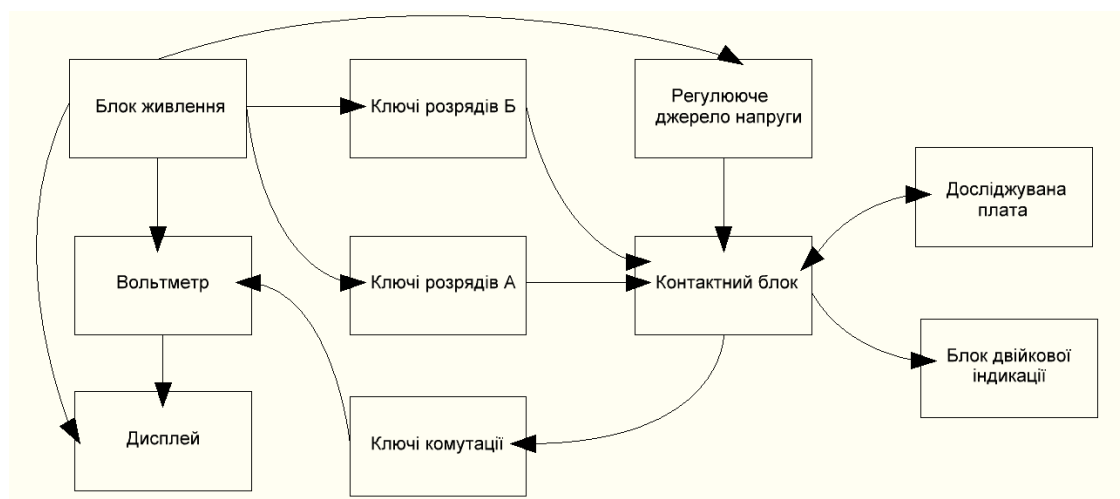 Блок живлення
Ключі розрядів Б
Регулююче
джерело напруги
Досліджувана
плата
Вольтметр
Ключі розрядів А
Контактний блок
Блок двійкової
індикації
Дисплей
Ключі комутації